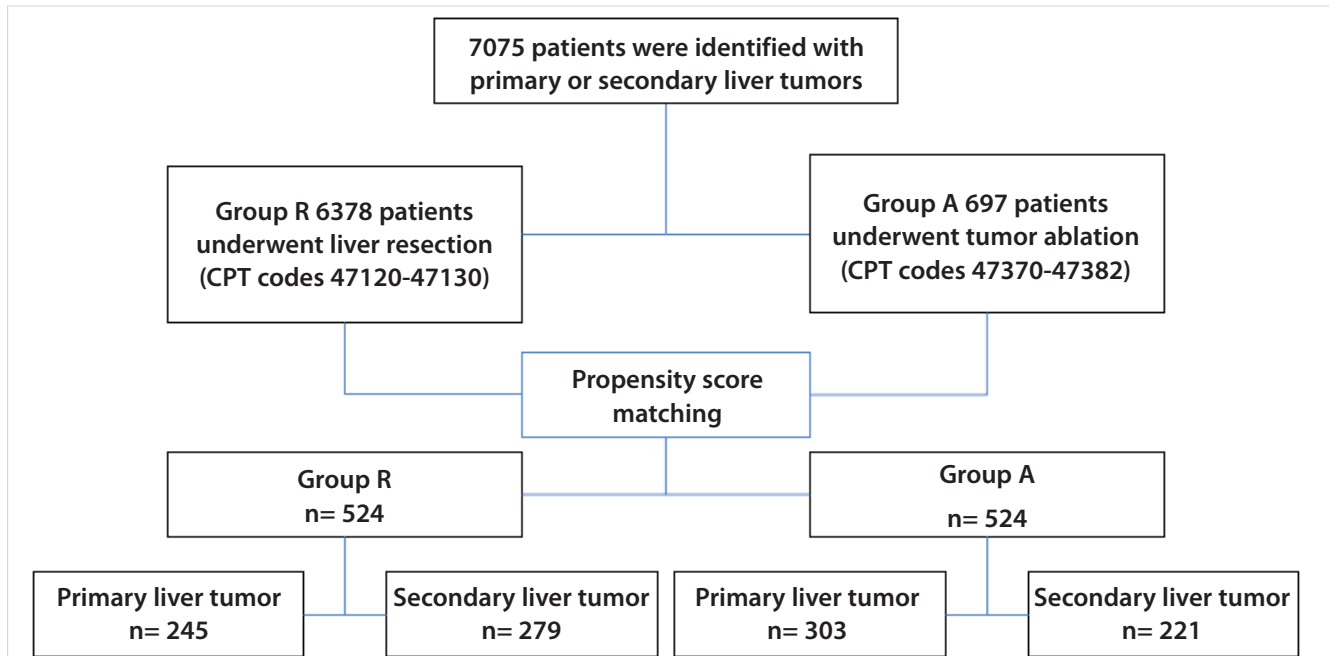 7075 patients were identified with
primary or secondary liver tumors
Group R 6378 patients
underwent liver resection
(CPT codes 47120-47130)
Group A 697 patients
underwent tumor ablation
(CPT codes 47370-47382)
Propensity score
matching
Group R
n= 524
Group A
n= 524
Primary liver tumor
n= 245
Secondary liver tumor
n= 279
Primary liver tumor
n= 303
Secondary liver tumor
n= 221